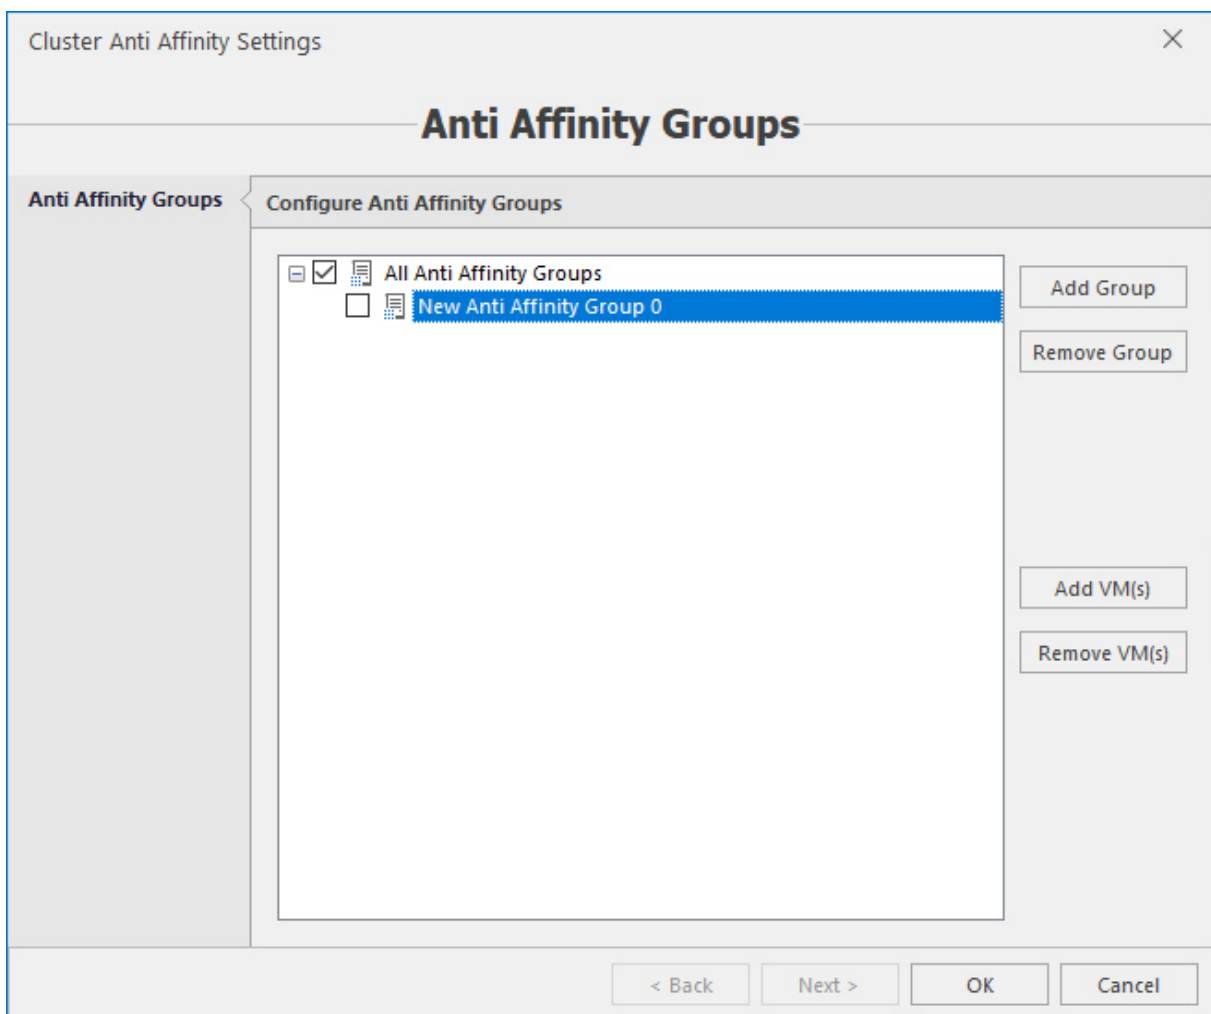 Cluster Anti Affinity Settings
Anti Affinity Groups
Anti Affinity Groups
Configure Anti Affinity Groups
All Anti Affinity Groups
New Anti Affinity Group 0
Add Group
Remove Group
Add VM(s)
Remove VM(s)
< Back
Next >
OK
Cancel